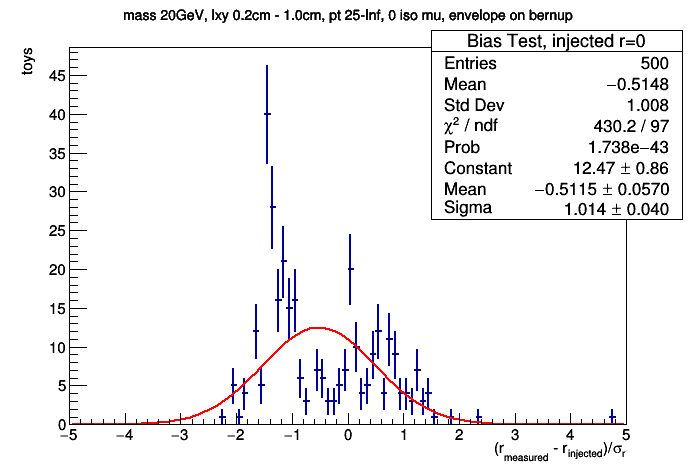 mass 20GeV, lxy 0.2cm - 1.0cm, pt 25-Inf, 0 iso mu, envelope on bernup
Bias Test, injected r=0
Entries 500
Mean −0.5148
Std Dev 1.008
χ² / ndf 430.2 / 97
Prob 1.738e−43
Constant 12.47 ± 0.86
Mean −0.5115 ± 0.0570
Sigma 1.014 ± 0.040
toys
45
40
35
30
25
20
15
10
5
0
−5 −4 −3 −2 −1 0 1 2 3 4 5
(r_measured - r_injected)/σ_r